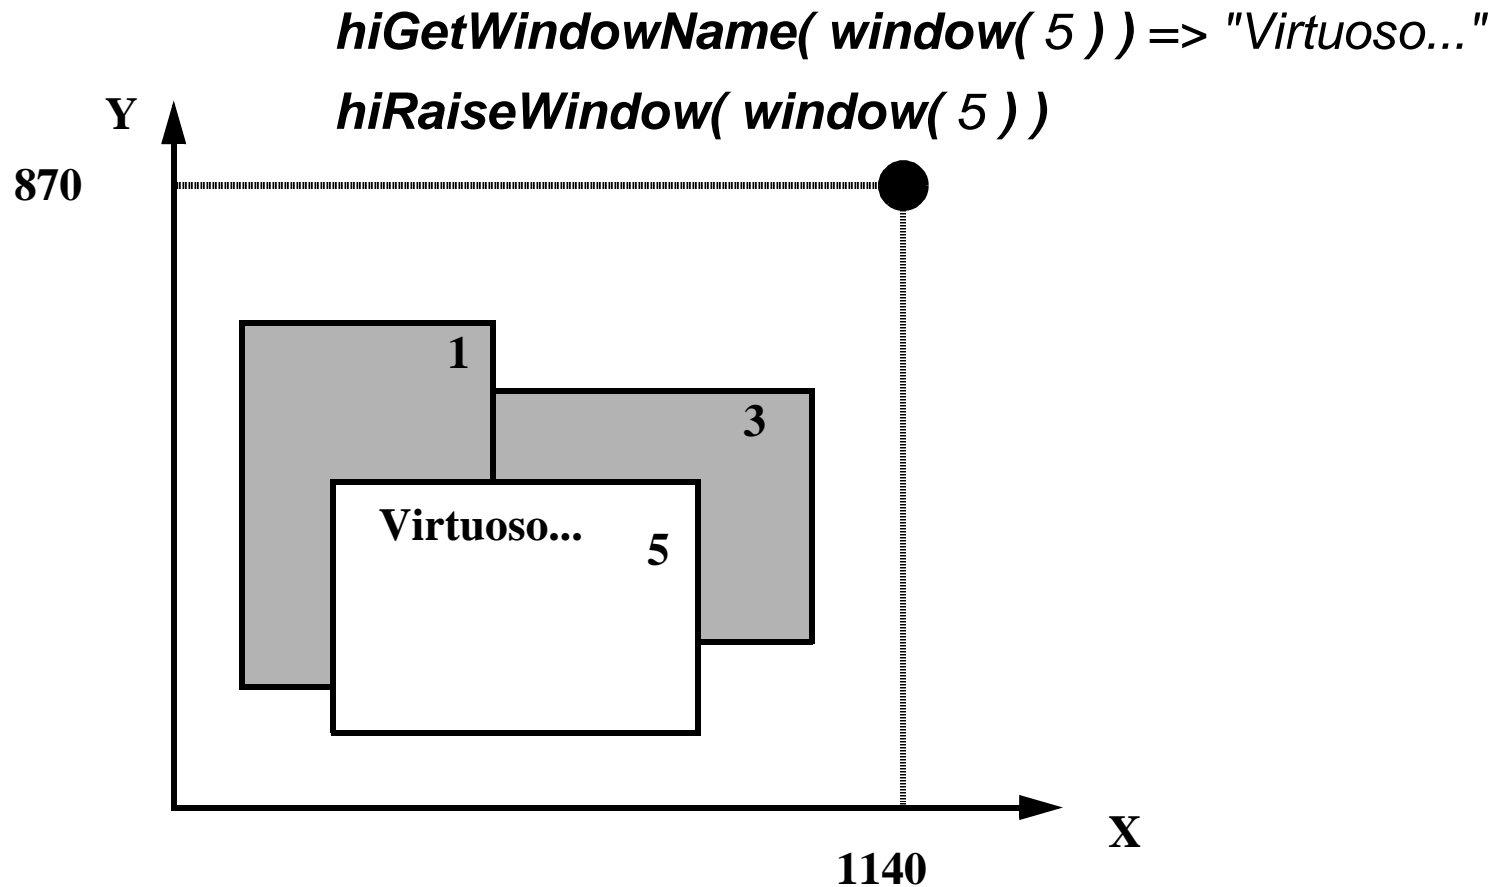 hiGetWindowName( window( 5 ) ) => "Virtuoso..."
hiRaiseWindow( window( 5 ) )
Y
870
1
3
Virtuoso...
5
X
1140